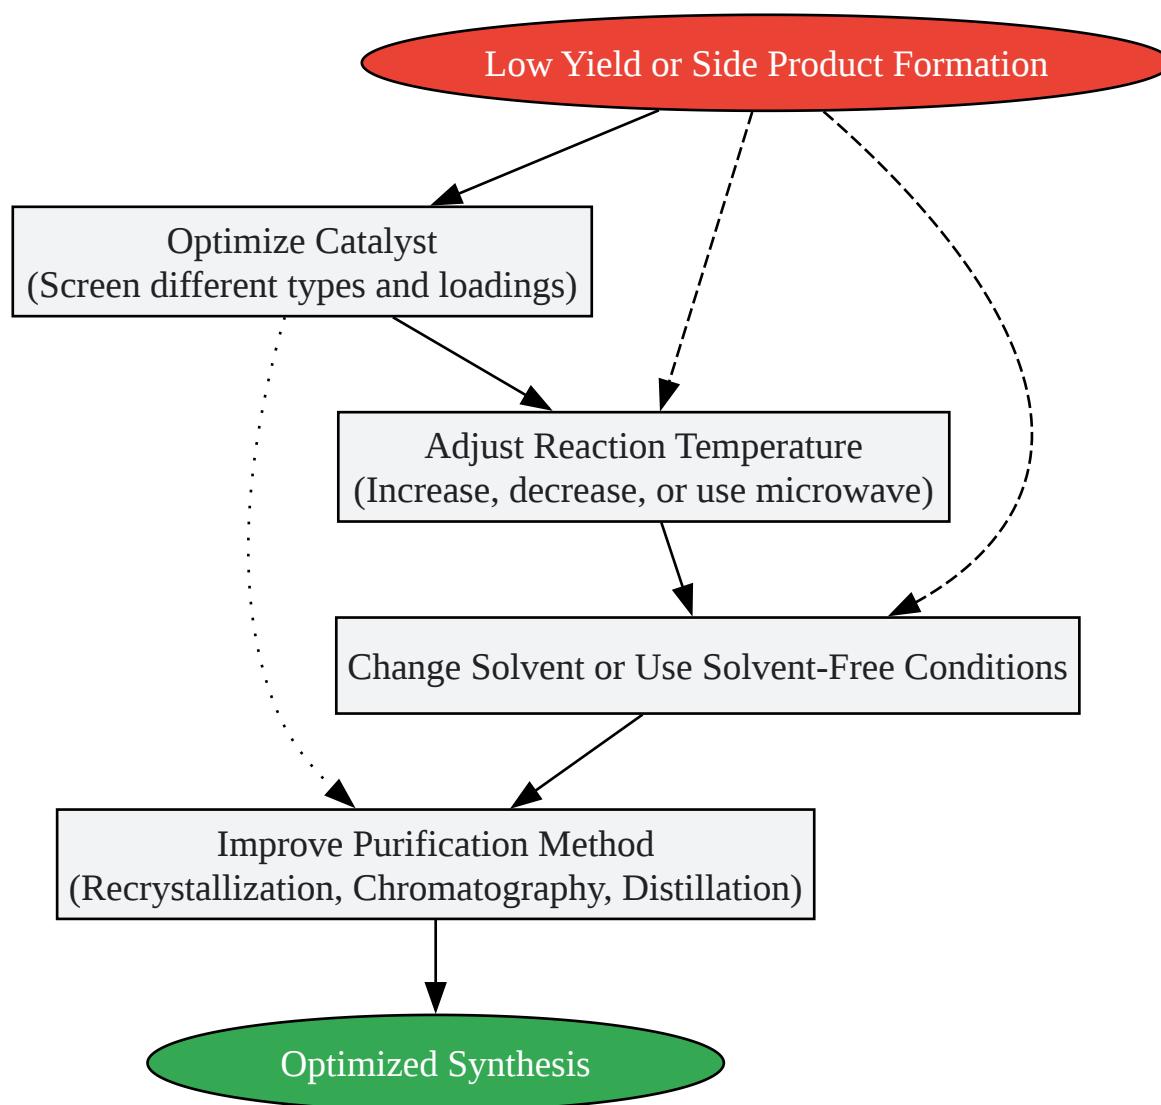 Low Yield or Side Product Formation
Optimize Catalyst
(Screen different types and loadings)
Adjust Reaction Temperature
(Increase, decrease, or use microwave)
Change Solvent or Use Solvent-Free Conditions
Improve Purification Method
(Recrystallization, Chromatography, Distillation)
Optimized Synthesis